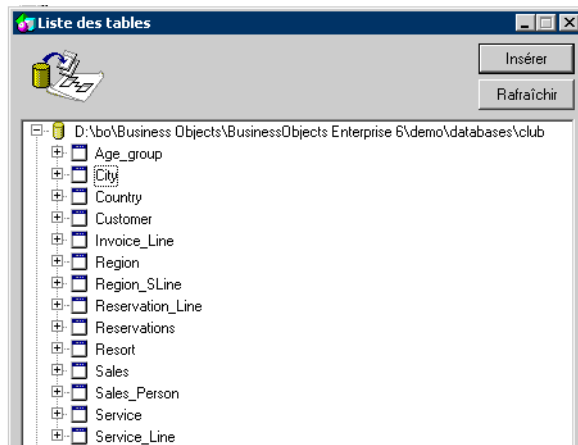 Liste des tables
Insérer
Rafraîchir
D:\bo\Business Objects\BusinessObjects Enterprise 6\demo\databases\club
Age_group
City
Country
Customer
Invoice_Line
Region
Region_SLine
Reservation_Line
Reservations
Resort
Sales
Sales_Person
Service
Service_Line